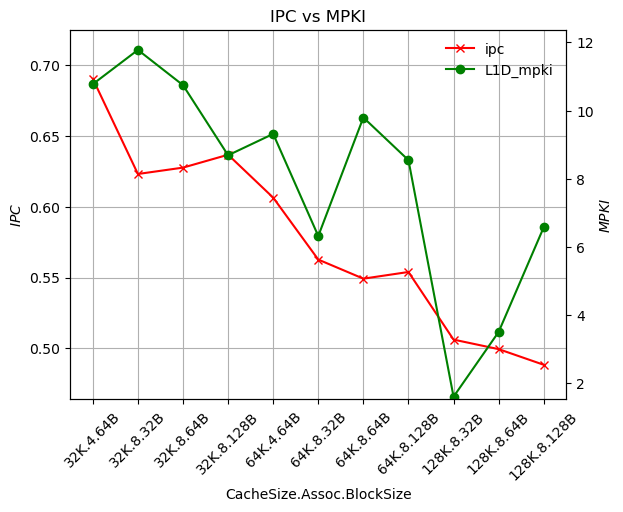 IPC vs MPKI
ipc
L1D_mpki
0.70
0.65
0.60
0.55
0.50
IPC
12
10
8
6
4
2
MPKI
32K.4.64B
32K.8.32B
32K.8.64B
32K.8.128B
64K.4.64B
64K.8.32B
64K.8.64B
64K.8.128B
128K.8.32B
128K.8.64B
128K.8.128B
CacheSize.Assoc.BlockSize